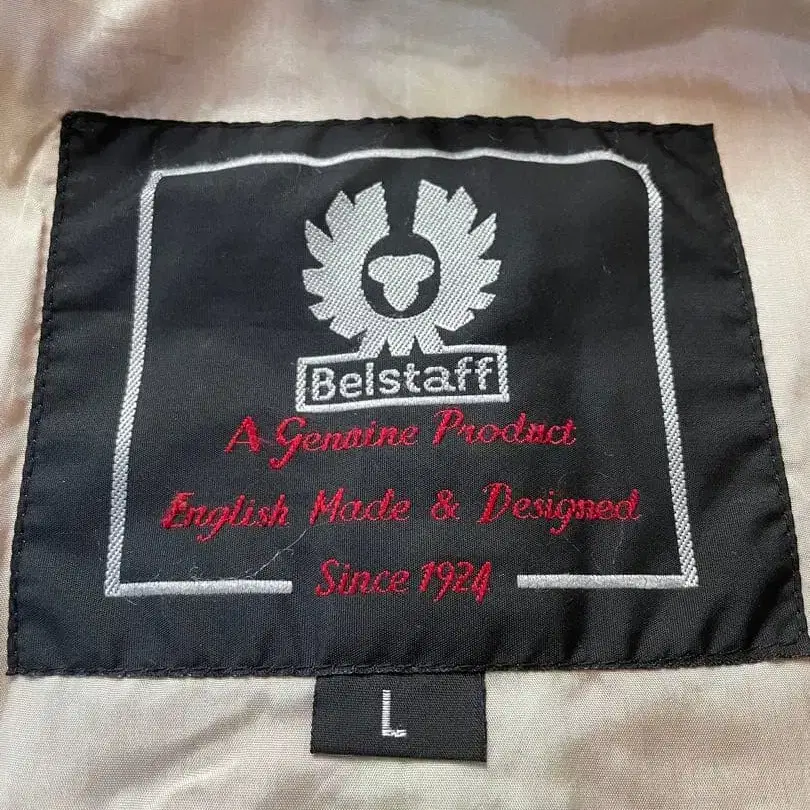 Belstaff
A Genuine Product
English Made & Designed
Since 1924
L